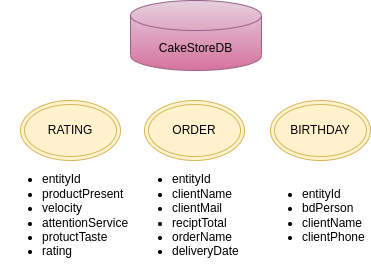 CakeStoreDB
RATING
ORDER
BIRTHDAY
entityId
productPresent
velocity
attentionService
protuctTaste
rating
entityId
clientName
clientMail
reciptTotal
orderName
deliveryDate
entityId
bdPerson
clientName
clientPhone